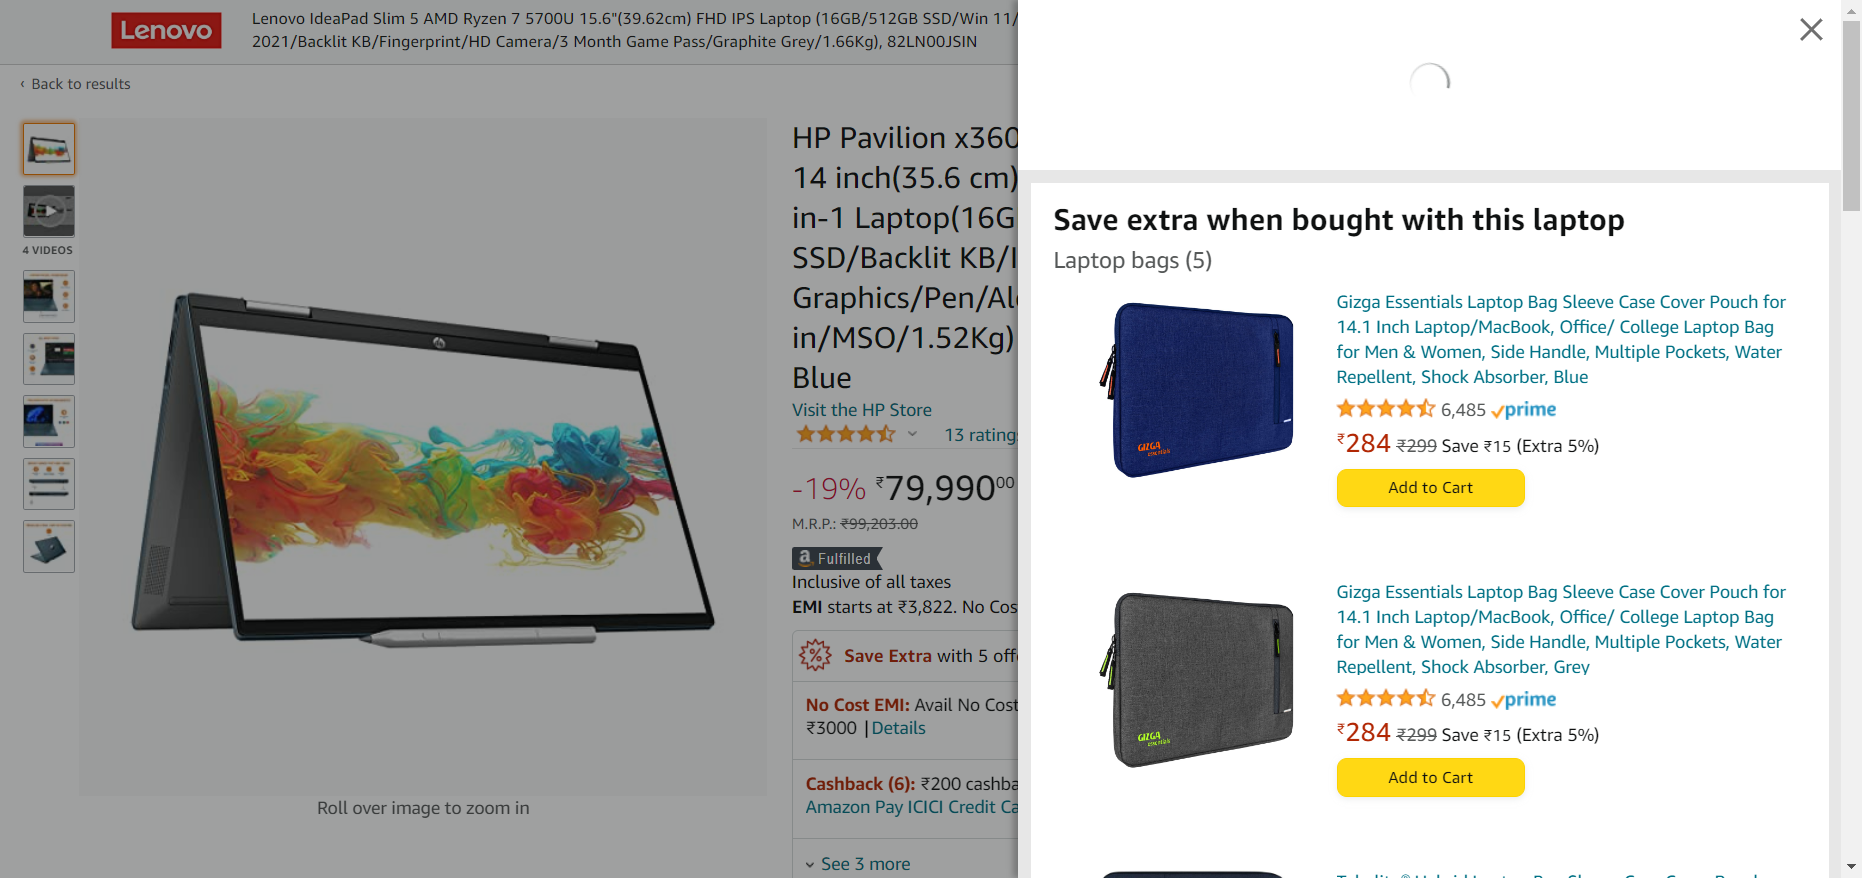 Lenovo
Lenovo IdeaPad Slim 5 AMD Ryzen 7 5700U 15.6"(39.62cm) FHD IPS Laptop (16GB/512GB SSD/Win 11/
2021/Backlit KB/Fingerprint/HD Camera/3 Month Game Pass/Graphite Grey/1.66Kg), 82LN00JSIN
‹ Back to results
4 VIDEOS
Roll over image to zoom in
HP Pavilion x360
14 inch(35.6 cm)
in-1 Laptop(16G
SSD/Backlit KB/I
Graphics/Pen/Al
in/MSO/1.52Kg)
Blue
Visit the HP Store
13 rating
-19% ₹79,99000
M.R.P.: ₹99,203.00
a Fulfilled
Inclusive of all taxes
EMI starts at ₹3,822. No Cos
Save Extra with 5 off
No Cost EMI: Avail No Cost
₹3000 | Details
Cashback (6): ₹200 cashba
Amazon Pay ICICI Credit Ca
See 3 more
Save extra when bought with this laptop
Laptop bags (5)
GIZGA
essentials
Gizga Essentials Laptop Bag Sleeve Case Cover Pouch for
14.1 Inch Laptop/MacBook, Office/ College Laptop Bag
for Men & Women, Side Handle, Multiple Pockets, Water
Repellent, Shock Absorber, Blue
6,485 prime
₹284 ₹299 Save ₹15 (Extra 5%)
Add to Cart
GIZGA
essentials
Gizga Essentials Laptop Bag Sleeve Case Cover Pouch for
14.1 Inch Laptop/MacBook, Office/ College Laptop Bag
for Men & Women, Side Handle, Multiple Pockets, Water
Repellent, Shock Absorber, Grey
6,485 prime
₹284 ₹299 Save ₹15 (Extra 5%)
Add to Cart